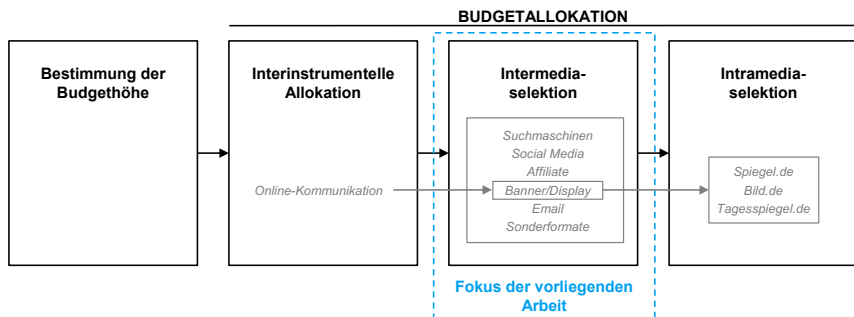 BUDGETALLOKATION
Bestimmung der
Budgethöhe
Interinstrumentelle
Allokation
Online-Kommunikation
Intermedia-
selektion
Suchmaschinen
Social Media
Affiliate
Banner/Display
Email
Sonderformate
Intramedia-
selektion
Spiegel.de
Bild.de
Tagesspiegel.de
Fokus der vorliegenden
Arbeit